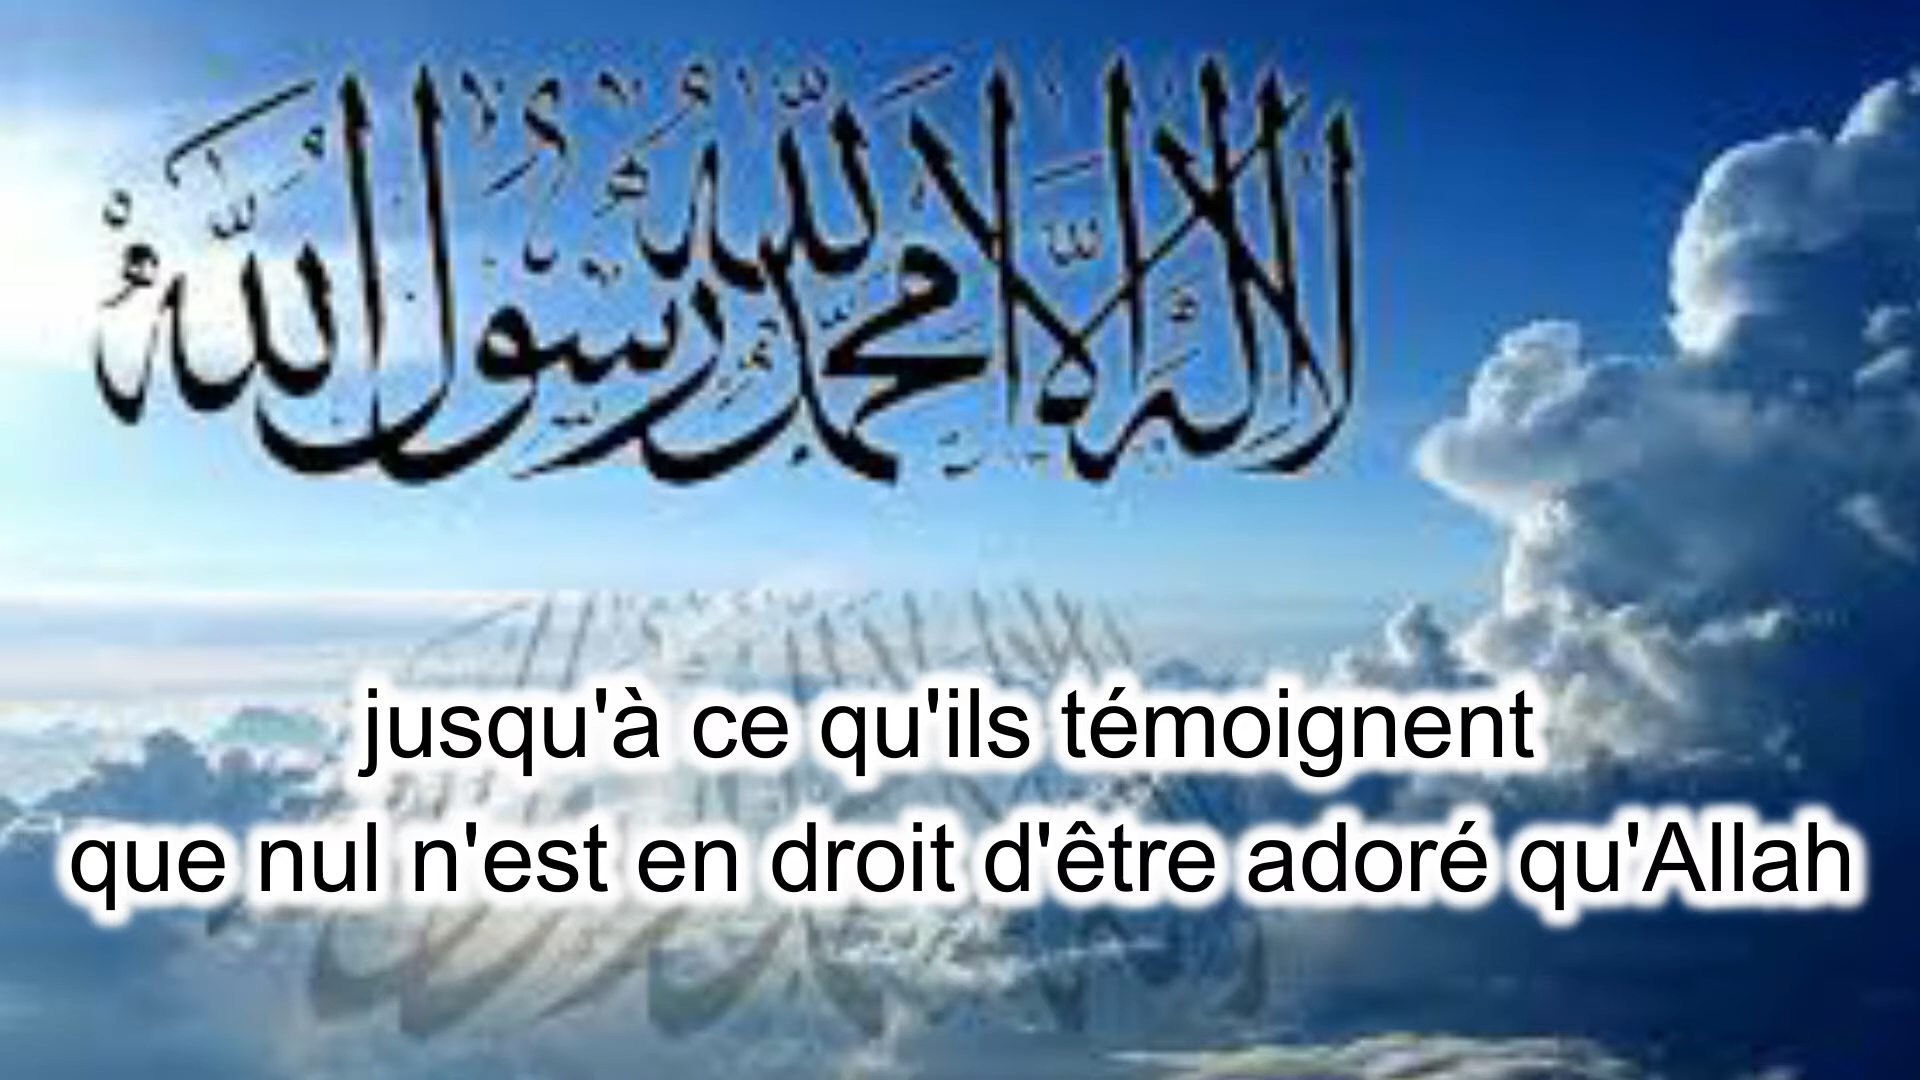 لا إله إلا الله محمد رسول الله
jusqu'à ce qu'ils témoignent
que nul n'est en droit d'être adoré qu'Allah